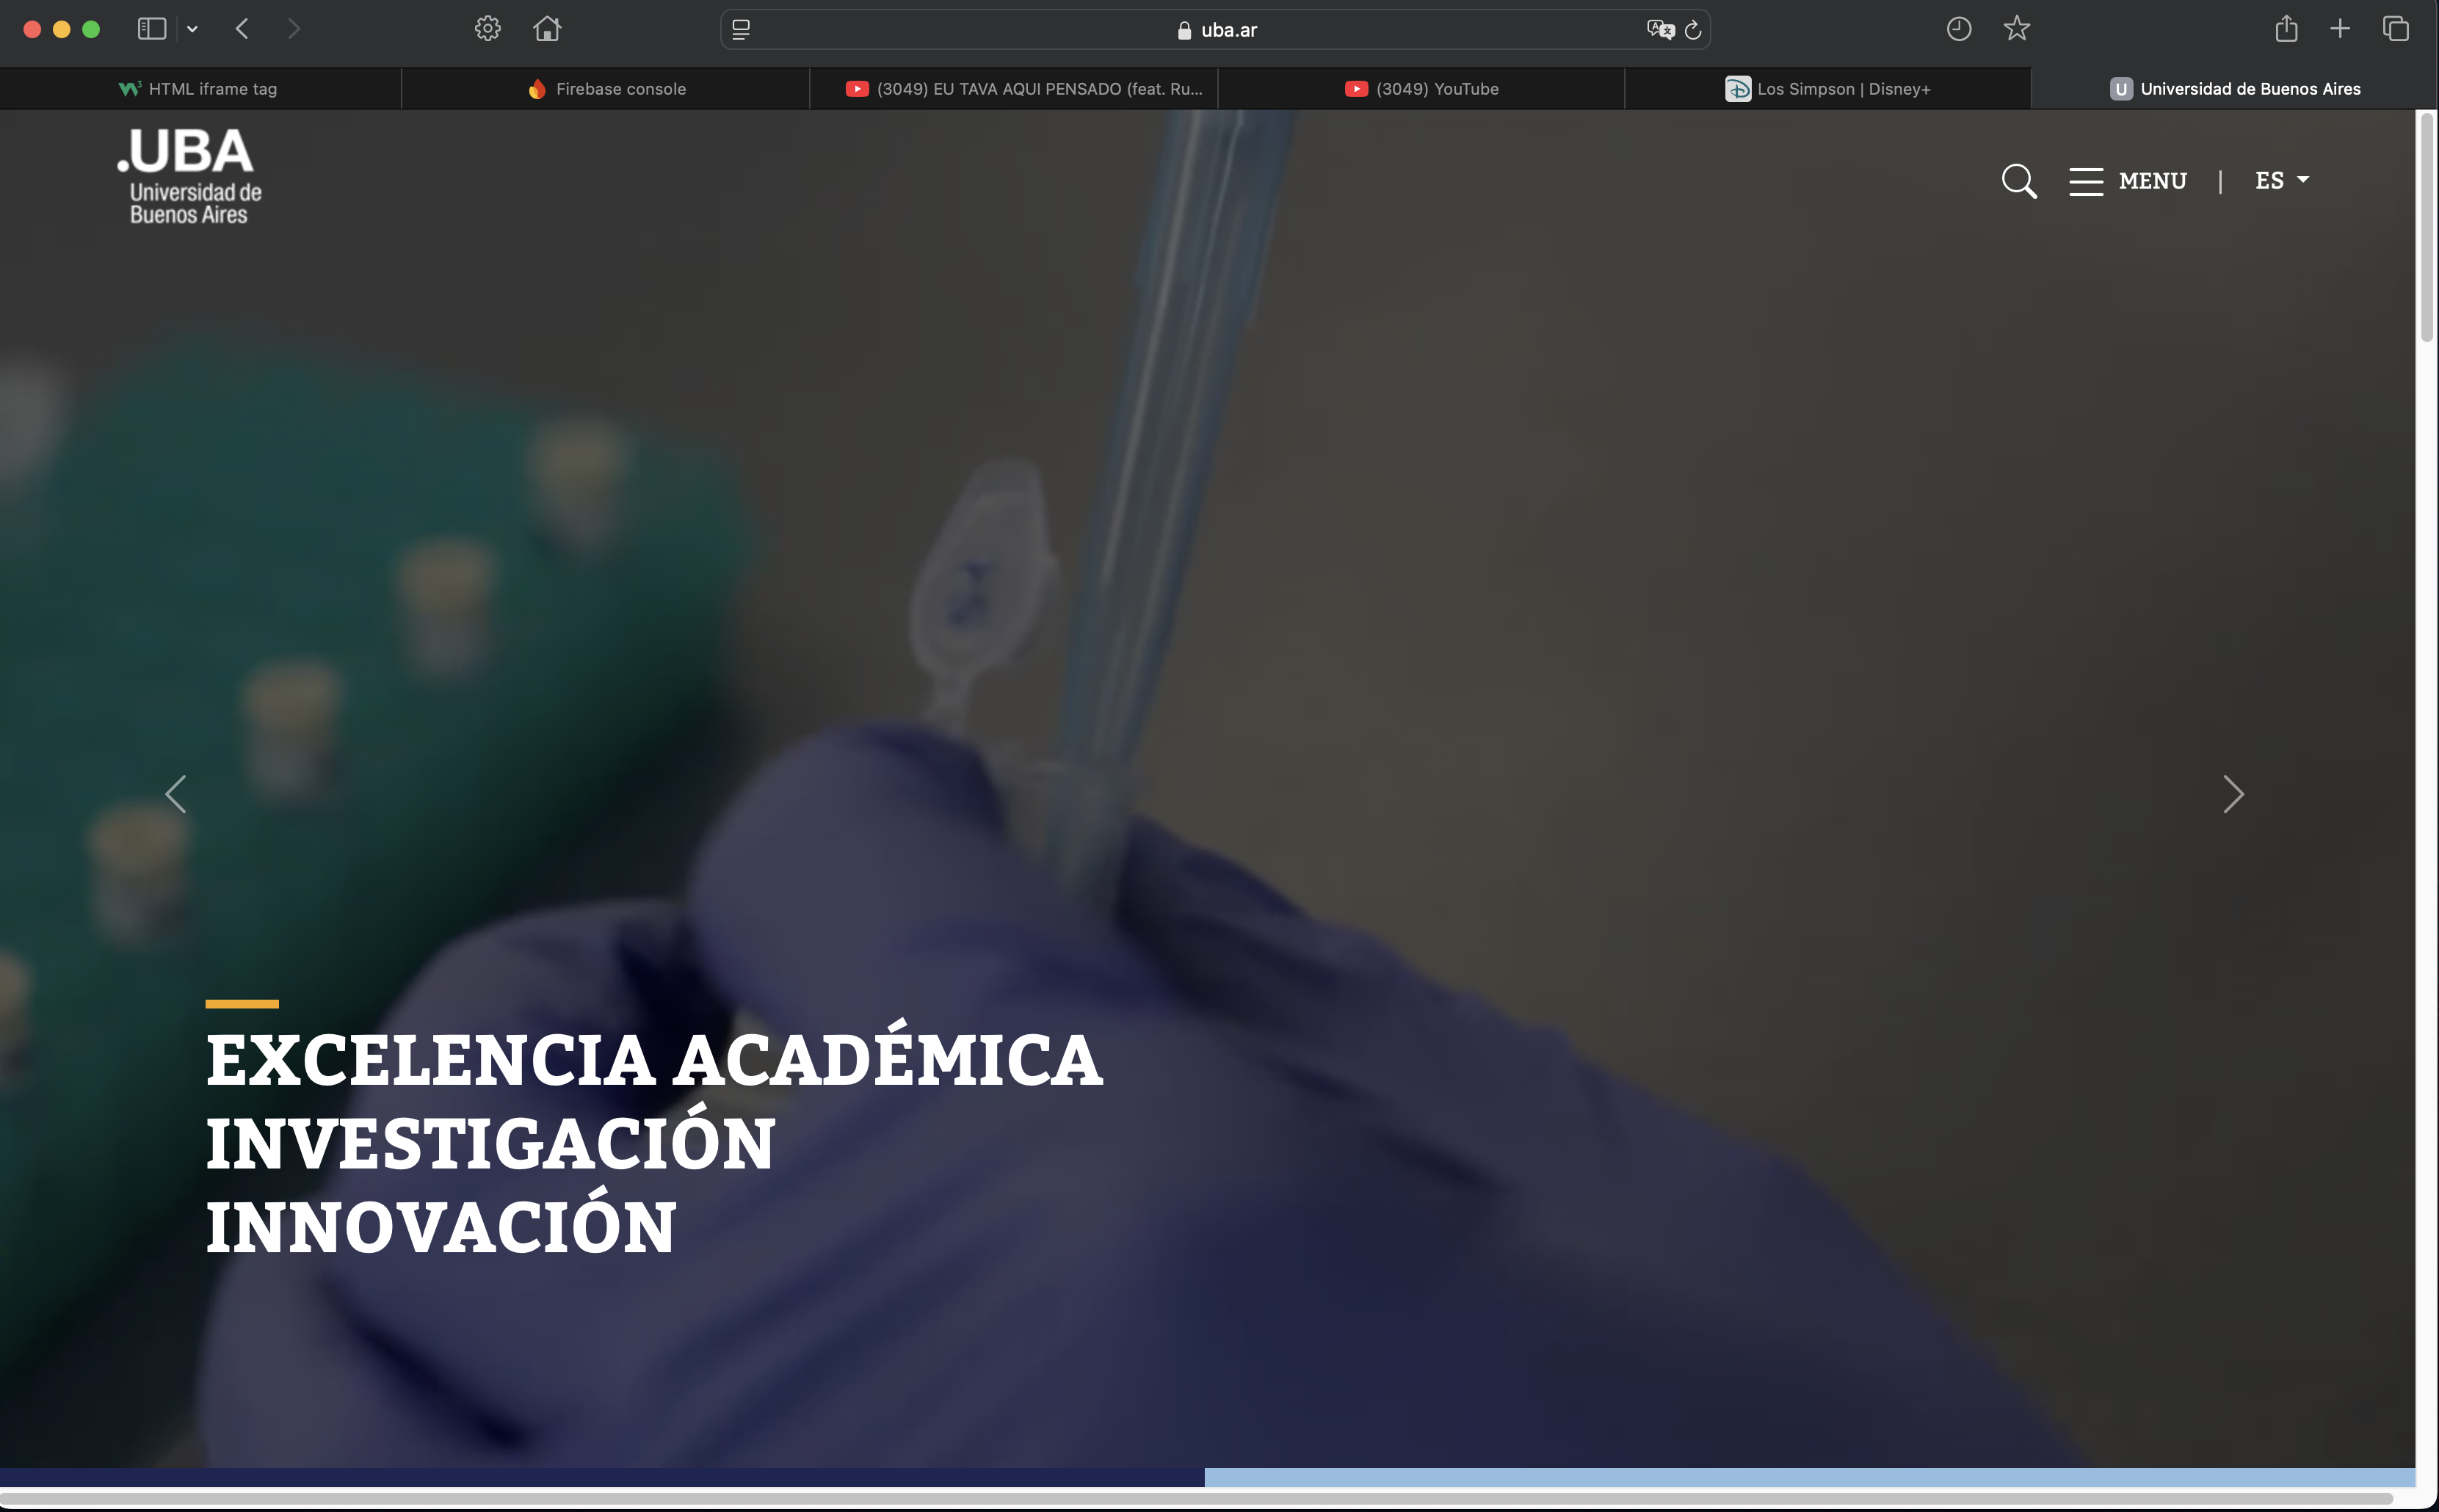 uba.ar
HTML iframe tag
Firebase console
(3049) EU TAVA AQUI PENSADO (feat. Ru...
(3049) YouTube
Los Simpson | Disney+
U Universidad de Buenos Aires
.UBA
Universidad de
Buenos Aires
MENU | ES
EXCELENCIA ACADÉMICA
INVESTIGACIÓN
INNOVACIÓN